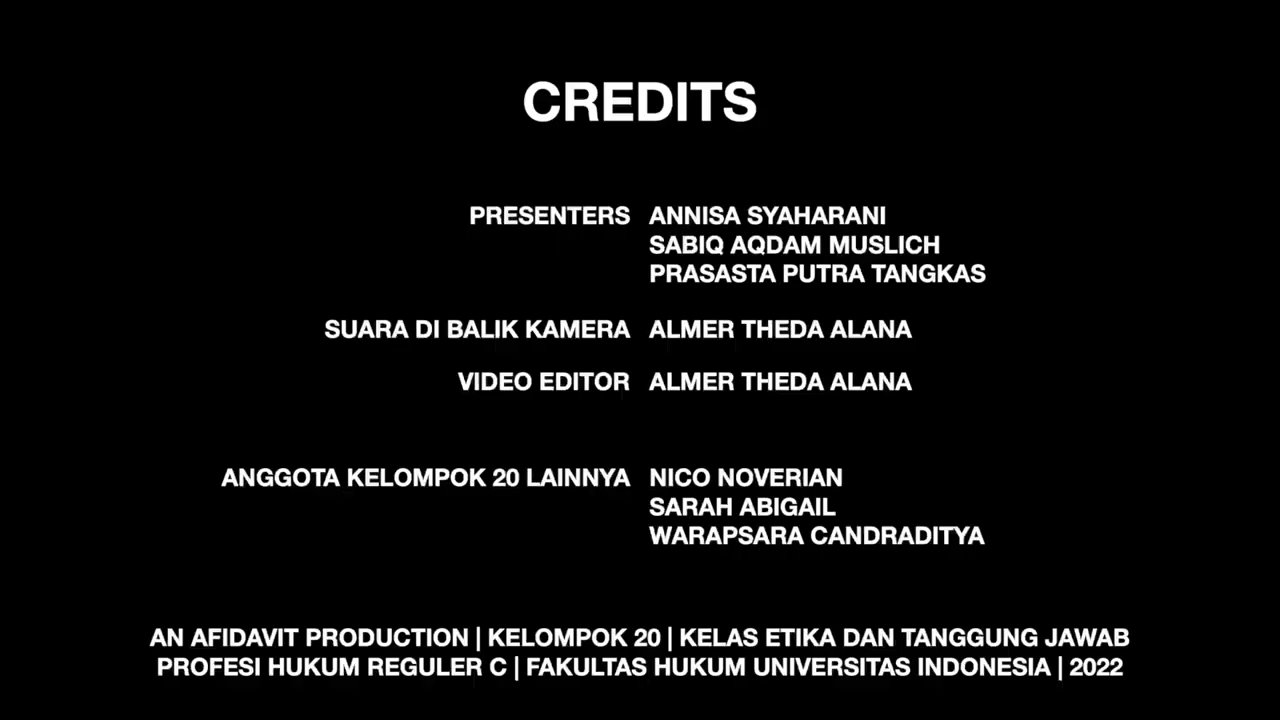 CREDITS
PRESENTERS ANNISA SYAHARANI
SABIQ AQDAM MUSLICH
PRASASTA PUTRA TANGKAS
SUARA DI BALIK KAMERA ALMER THEDA ALANA
VIDEO EDITOR ALMER THEDA ALANA
ANGGOTA KELOMPOK 20 LAINNYA NICO NOVERIAN
SARAH ABIGAIL
WARAPSARA CANDRADITYA
AN AFIDAVIT PRODUCTION | KELOMPOK 20 | KELAS ETIKA DAN TANGGUNG JAWAB
PROFESI HUKUM REGULER C | FAKULTAS HUKUM UNIVERSITAS INDONESIA | 2022